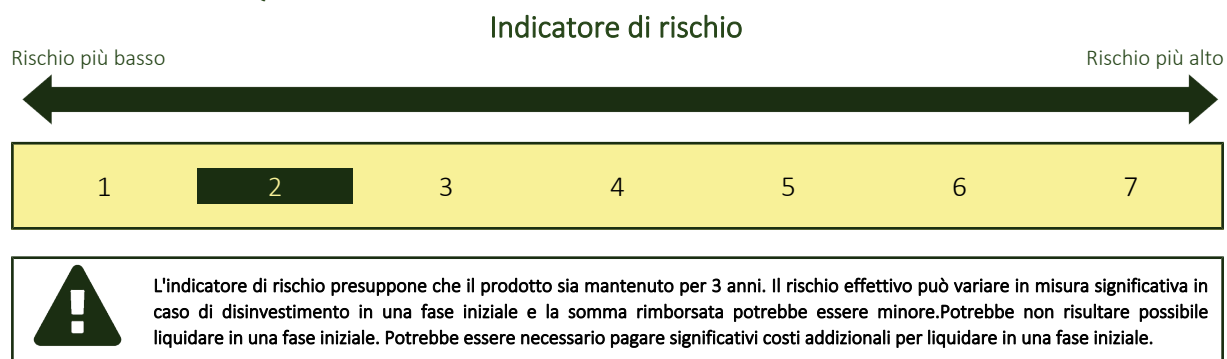 Indicatore di rischio
Rischio più basso
Rischio più alto
1 2 3 4 5 6 7
L'indicatore di rischio presuppone che il prodotto sia mantenuto per 3 anni. Il rischio effettivo può variare in misura significativa in
caso di disinvestimento in una fase iniziale e la somma rimborsata potrebbe essere minore.Potrebbe non risultare possibile
liquidare in una fase iniziale. Potrebbe essere necessario pagare significativi costi addizionali per liquidare in una fase iniziale.